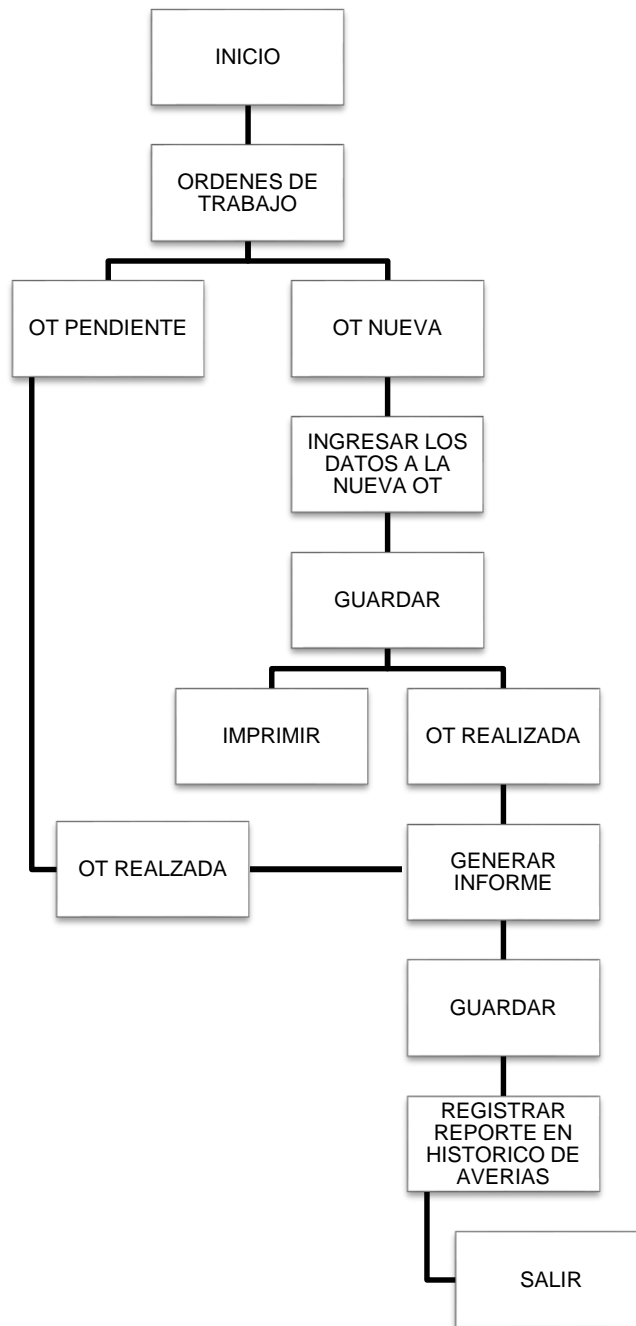 INICIO
ORDENES DE
TRABAJO
OT PENDIENTE
OT NUEVA
INGRESAR LOS
DATOS A LA
NUEVA OT
GUARDAR
IMPRIMIR
OT REALIZADA
OT REALZADA
GENERAR
INFORME
GUARDAR
REGISTRAR
REPORTE EN
HISTORICO DE
AVERIAS
SALIR